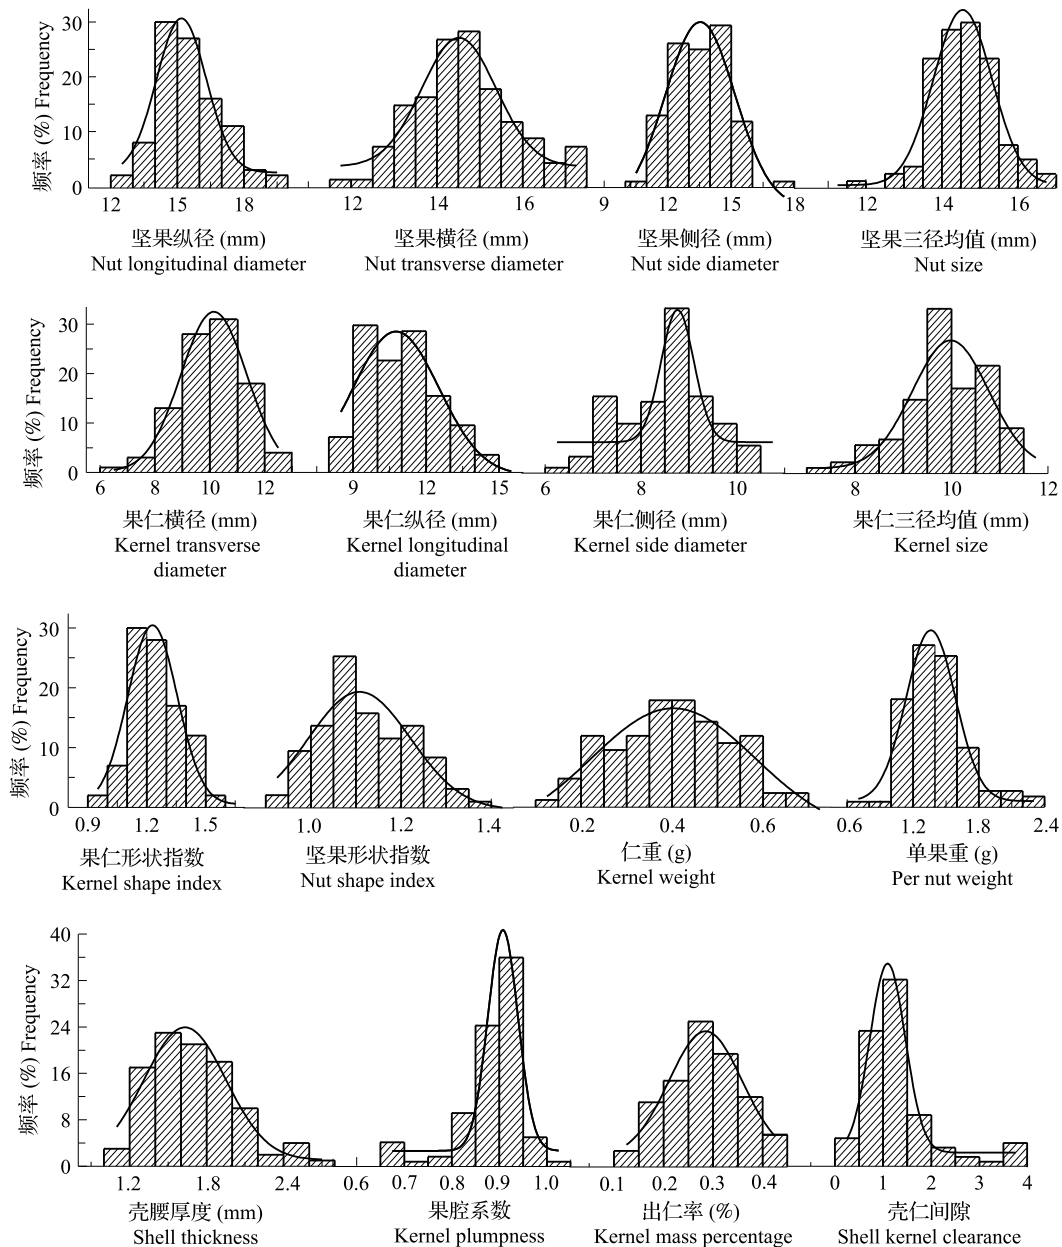 频率 (%) Frequency
30
20
10
0
12 15 18 12 14 16 9 12 15 18 12 14 16
坚果纵径 (mm) 坚果横径 (mm) 坚果侧径 (mm) 坚果三径均值 (mm)
Nut longitudinal diameter Nut transverse diameter Nut side diameter Nut size
频率 (%) Frequency
30
20
10
0
6 8 10 12 9 12 15 6 8 10 8 10 12
果仁横径 (mm) 果仁纵径 (mm) 果仁侧径 (mm) 果仁三径均值 (mm)
Kernel transverse Kernel longitudinal Kernel side diameter Kernel size
diameter diameter
频率 (%) Frequency
30
20
10
0
0.9 1.2 1.5 1.0 1.2 1.4 0.2 0.4 0.6 0.6 1.2 1.8 2.4
果仁形状指数 坚果形状指数 仁重 (g) 单果重 (g)
Kernel shape index Nut shape index Kernel weight Per nut weight
频率 (%) Frequency
40
32
24
16
8
0
1.2 1.8 2.4 0.6 0.7 0.8 0.9 1.0 0.1 0.2 0.3 0.4 0 1 2 3 4
壳腰厚度 (mm) 果腔系数 出仁率 (%) 壳仁间隙
Shell thickness Kernel plumpness Kernel mass percentage Shell kernel clearance